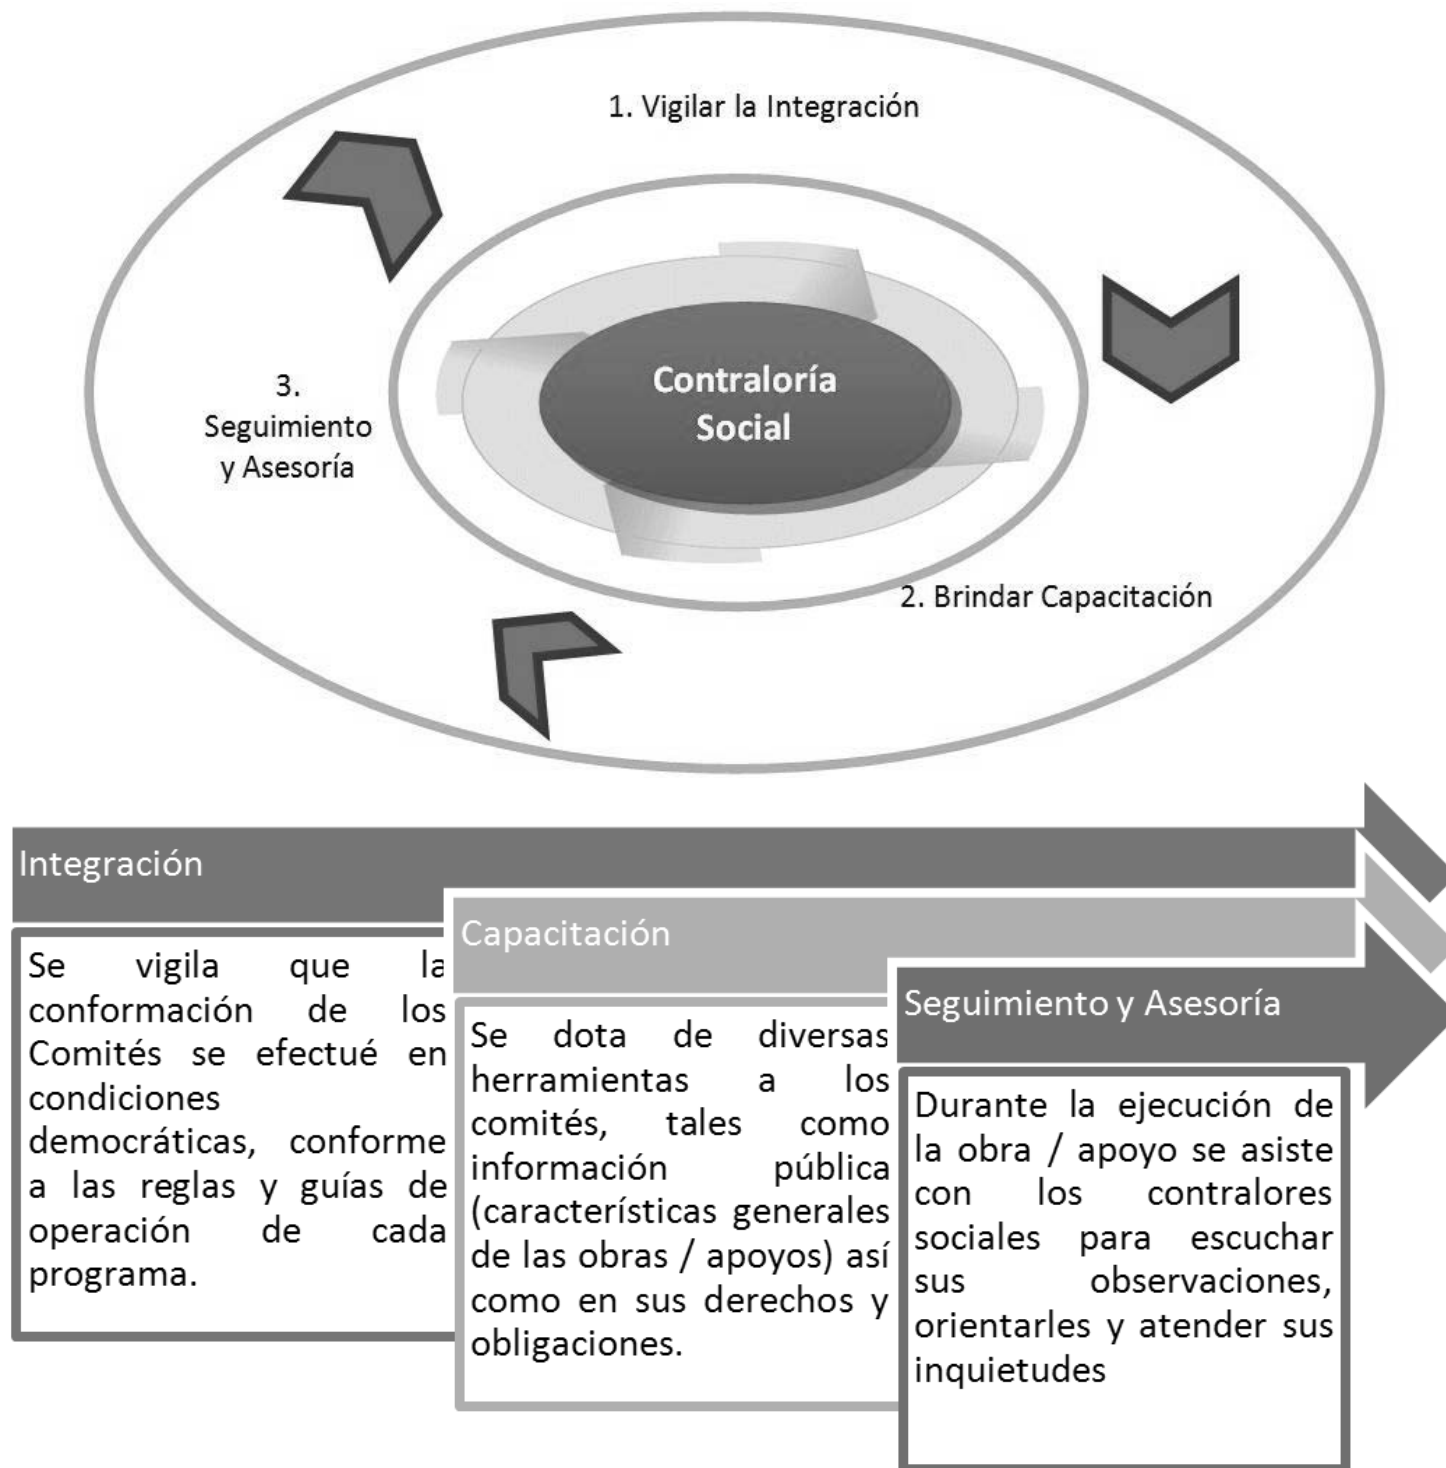 1. Vigilar la Integración
Contraloría
Social
3.
Seguimiento
y Asesoría
2. Brindar Capacitación
Integración
Se vigila que la
conformación de los
Comités se efectué en
condiciones
democráticas, conforme
a las reglas y guías de
operación de cada
programa.
Capacitación
Se dota de diversas
herramientas a los
comités, tales como
información pública
(características generales
de las obras / apoyos) así
como en sus derechos y
obligaciones.
Seguimiento y Asesoría
Durante la ejecución de
la obra / apoyo se asiste
con los contralores
sociales para escuchar
sus observaciones,
orientarles y atender sus
inquietudes